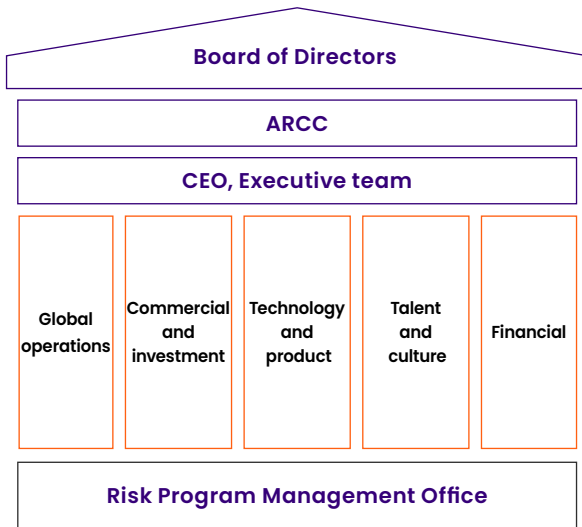 Board of Directors
ARCC
CEO, Executive team
Global
operations
Commercial
and
investment
Technology
and
product
Talent
and
culture
Financial
Risk Program Management Office